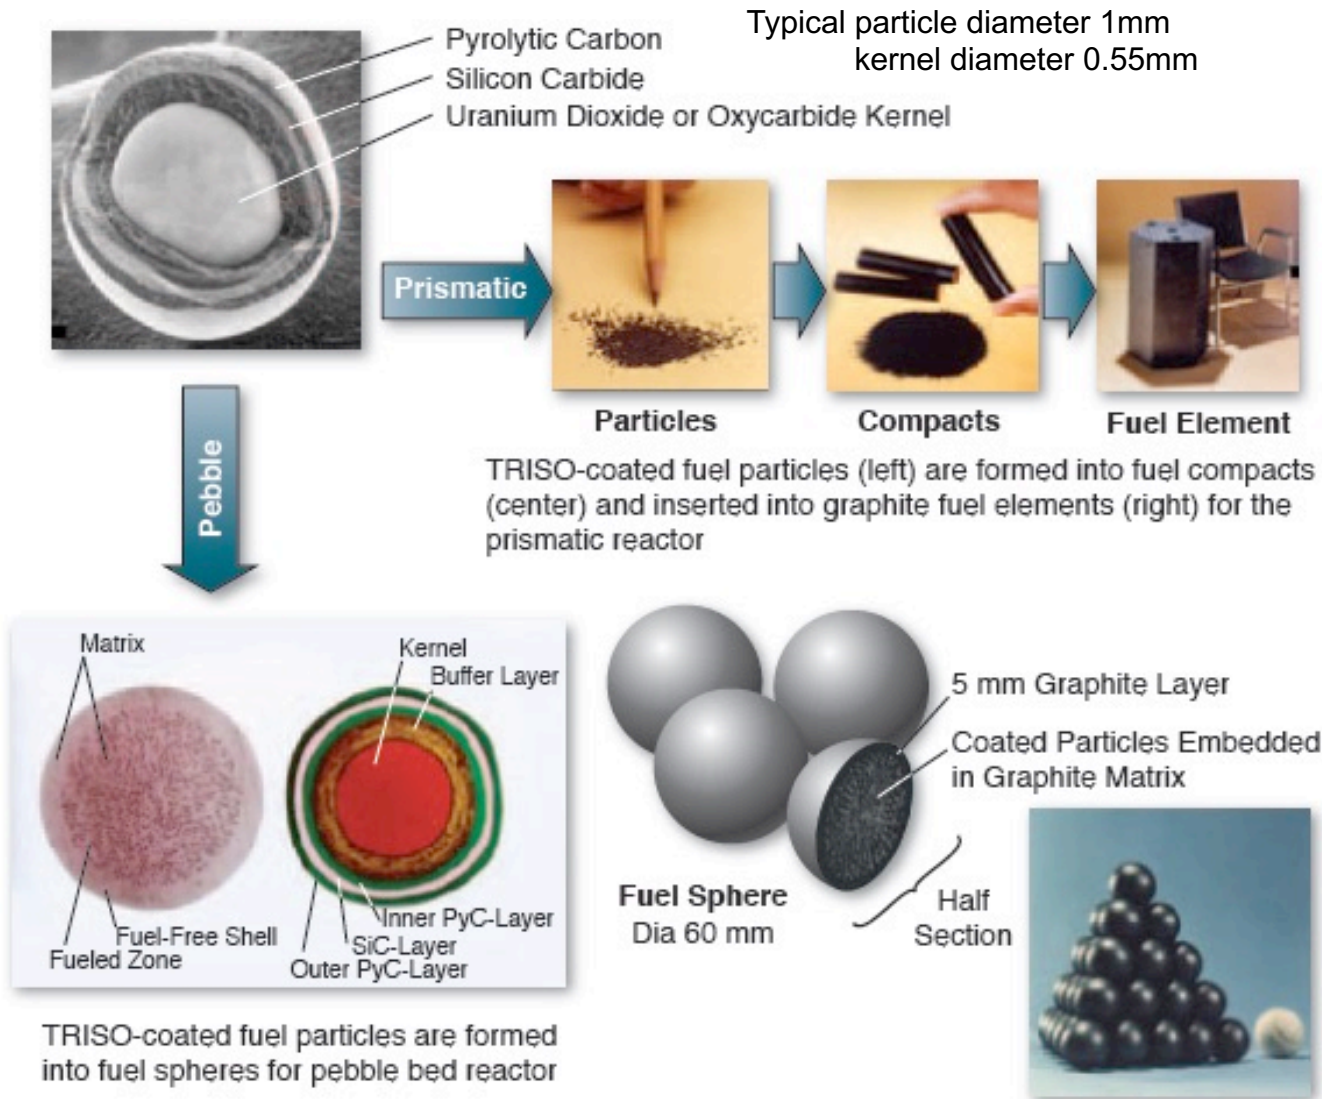 Typical particle diameter 1mm
kernel diameter 0.55mm
Pyrolytic Carbon
Silicon Carbide
Uranium Dioxide or Oxycarbide Kernel
Prismatic
Particles
Compacts
Fuel Element
TRISO-coated fuel particles (left) are formed into fuel compacts
(center) and inserted into graphite fuel elements (right) for the
prismatic reactor
Pebble
Matrix
Kernel
Buffer Layer
Fuel-Free Shell
Fueled Zone
Inner PyC-Layer
SiC-Layer
Outer PyC-Layer
5 mm Graphite Layer
Coated Particles Embedded
in Graphite Matrix
Fuel Sphere
Dia 60 mm
Half
Section
TRISO-coated fuel particles are formed
into fuel spheres for pebble bed reactor